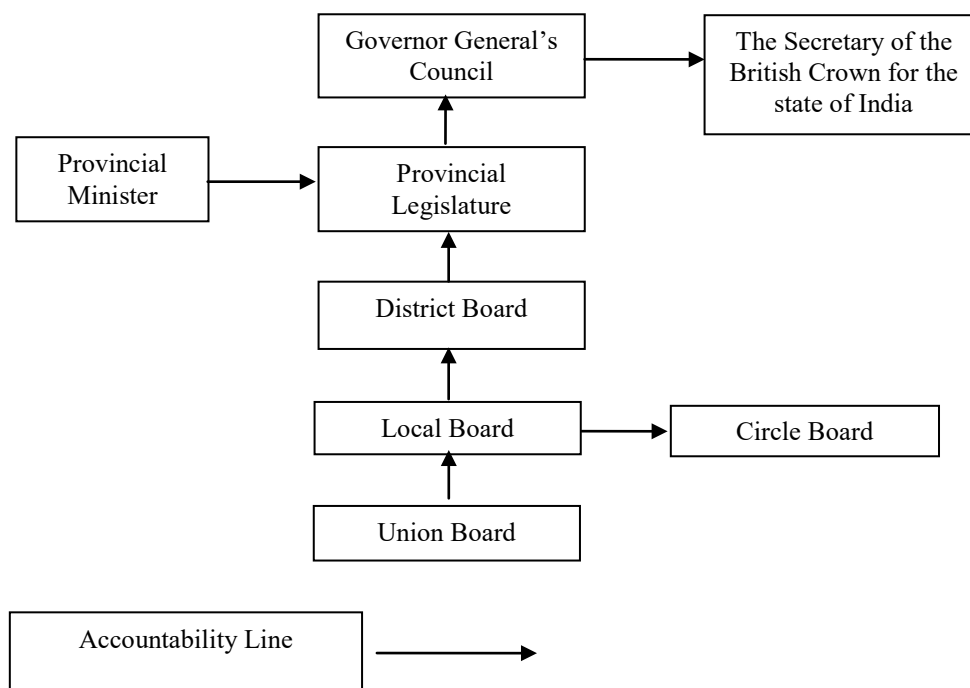 Governor General’s
Council
The Secretary of the
British Crown for the
state of India
Provincial
Minister
Provincial
Legislature
District Board
Local Board
Circle Board
Union Board
Accountability Line